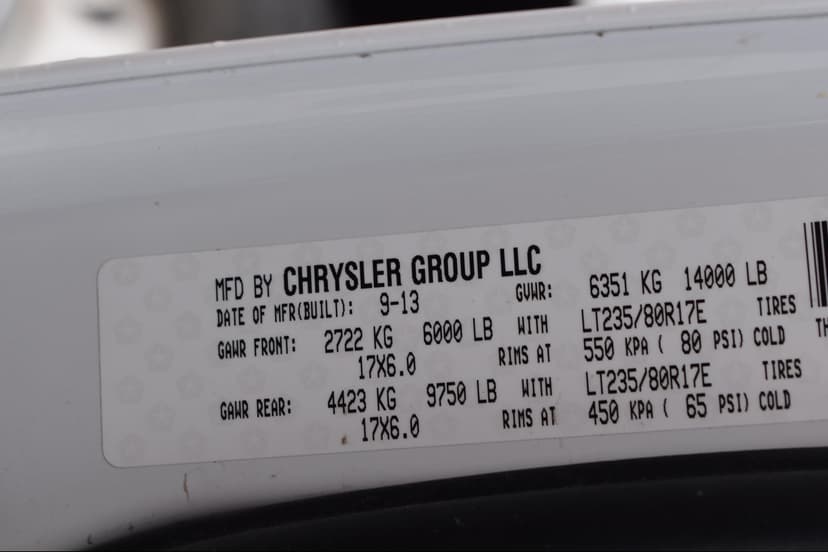 MFD BY CHRYSLER GROUP LLC
DATE OF MFR(BUILT): 9-13 GVWR: 6351 KG 14000 LB
GAWR FRONT: 2722 KG 6000 LB WITH LT235/80R17E TIRES
17X6.0 RIMS AT 550 KPA ( 80 PSI) COLD
GAWR REAR: 4423 KG 9750 LB WITH LT235/80R17E TIRES
17X6.0 RIMS AT 450 KPA ( 65 PSI) COLD